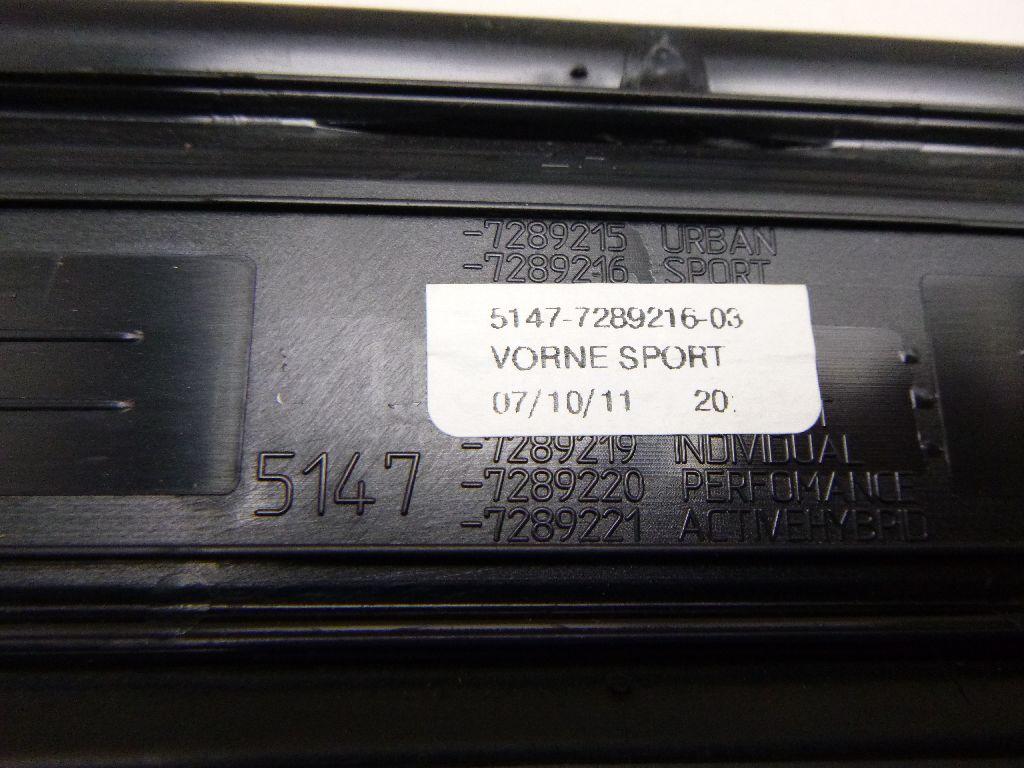 -7289215 URBAN
-7289216 SPORT
5147-7289216-03
VORNE SPORT
07/10/11 20
-7289219 INDIVIDUAL
5147
-7289220 PERFOMANCE
-7289221 ACTIVEHYBRID